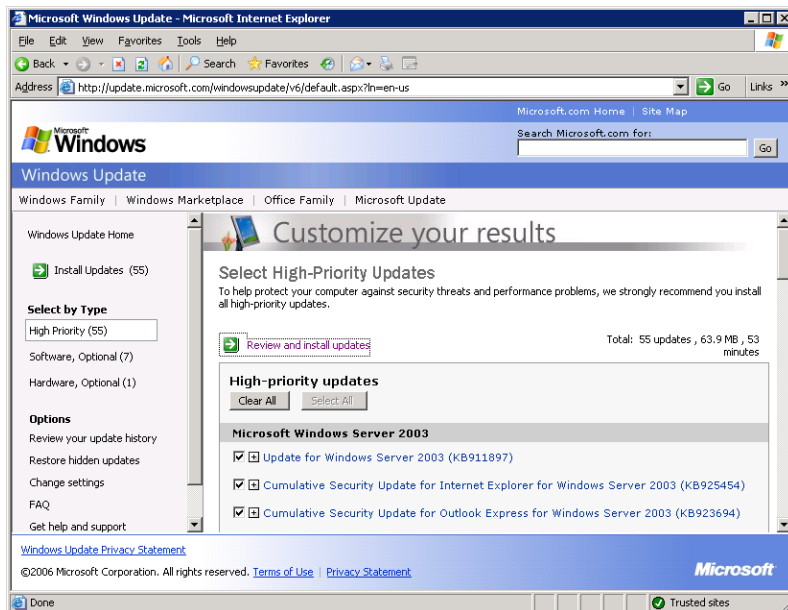 Microsoft Windows Update - Microsoft Internet Explorer
File Edit View Favorites Tools Help
Back Search Favorites
Address http://update.microsoft.com/windowsupdate/v6/default.aspx?ln=en-us Go Links »
Microsoft.com Home | Site Map
Microsoft
Windows
Search Microsoft.com for:
Go
Windows Update
Windows Family | Windows Marketplace | Office Family | Microsoft Update
Windows Update Home
Install Updates (55)
Select by Type
High Priority (55)
Software, Optional (7)
Hardware, Optional (1)
Options
Review your update history
Restore hidden updates
Change settings
FAQ
Get help and support
Customize your results
Select High-Priority Updates
To help protect your computer against security threats and performance problems, we strongly recommend you install
all high-priority updates.
Review and install updates
Total: 55 updates , 63.9 MB , 53
minutes
High-priority updates
Clear All Select All
Microsoft Windows Server 2003
Update for Windows Server 2003 (KB911897)
Cumulative Security Update for Internet Explorer for Windows Server 2003 (KB925454)
Cumulative Security Update for Outlook Express for Windows Server 2003 (KB923694)
Windows Update Privacy Statement
©2006 Microsoft Corporation. All rights reserved. Terms of Use | Privacy Statement
Microsoft
Done
Trusted sites